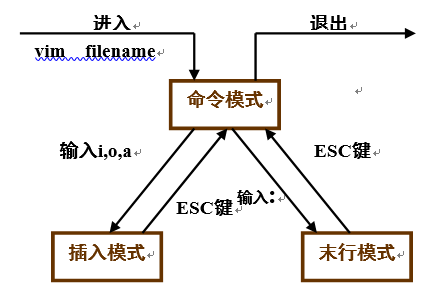 进入
退出
vim filename
命令模式
输入i,o,a
ESC键
ESC键
输入：
插入模式
末行模式